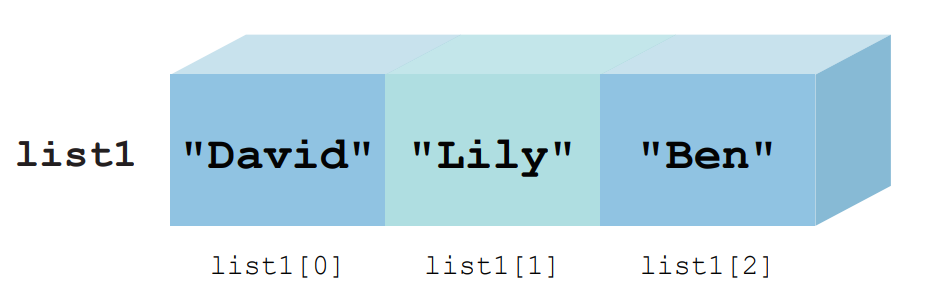 list1 "David" "Lily" "Ben"
list1[0] list1[1] list1[2]